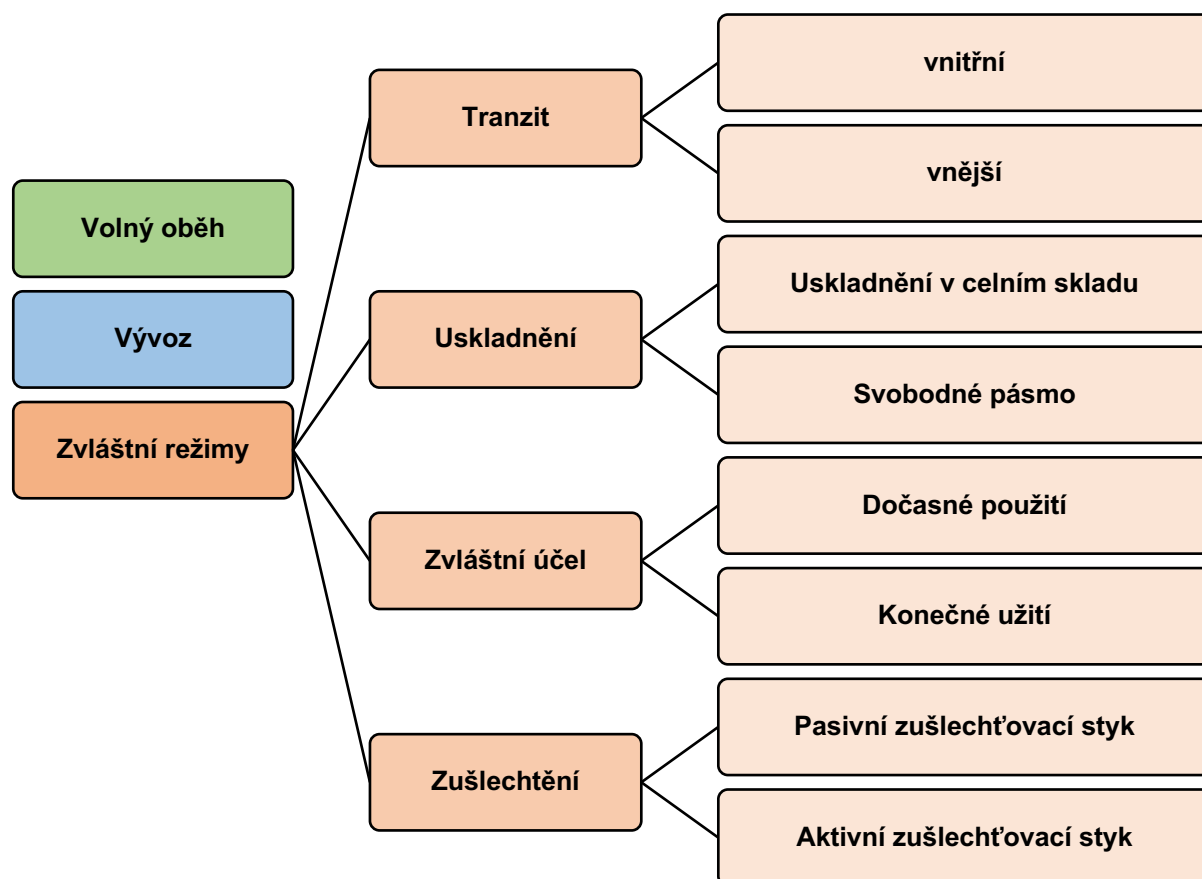 Volný oběh
Vývoz
Zvláštní režimy
Tranzit
vnitřní
vnější
Uskladnění
Uskladnění v celním skladu
Svobodné pásmo
Zvláštní účel
Dočasné použití
Konečné užití
Zušlechtění
Pasivní zušlechťovací styk
Aktivní zušlechťovací styk